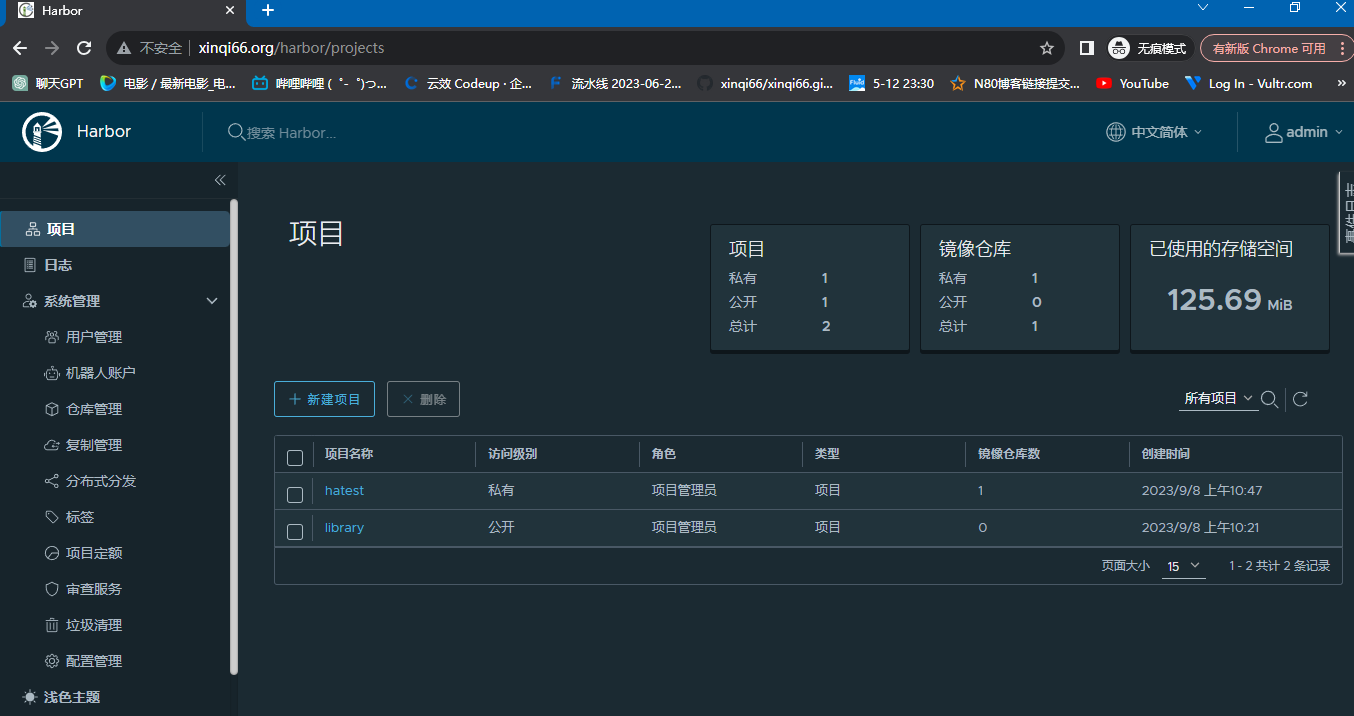 Harbor
不安全 xinqi66.org/harbor/projects 无痕模式 有新版 Chrome 可用
聊天GPT 电影 / 最新电影_电... 哔哩哔哩 ( ゜- ゜)つ... 云效 Codeup · 企... 流水线 2023-06-2... xinqi66/xinqi66.gi... 5-12 23:30 N80博客链接提交... YouTube Log In - Vultr.com »
Harbor 搜索 Harbor... 中文简体 admin
项目
日志
系统管理
用户管理
机器人账户
仓库管理
复制管理
分布式分发
标签
项目定额
审查服务
垃圾清理
配置管理
浅色主题
项目
项目
私有 1
公开 1
总计 2
镜像仓库
私有 1
公开 0
总计 1
已使用的存储空间
125.69 MiB
新建项目 删除 所有项目
项目名称 访问级别 角色 类型 镜像仓库数 创建时间
hatest 私有 项目管理员 项目 1 2023/9/8 上午10:47
library 公开 项目管理员 项目 0 2023/9/8 上午10:21
页面大小 15 1 - 2 共计 2 条记录